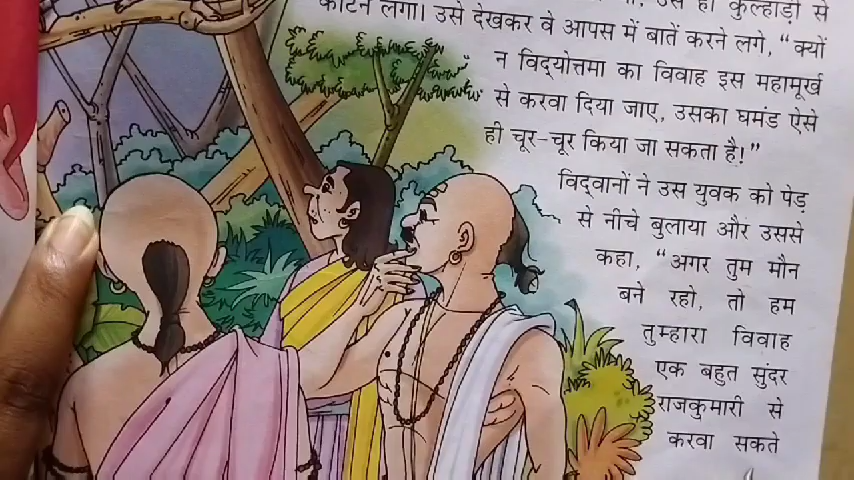 कुल्हाड़ी से
काटने लगा। उसे देखकर वे आपस में बातें करने लगे, “क्यों
न विद्योत्तमा का विवाह इस महामूर्ख
से करवा दिया जाए, उसका घमंड ऐसे
ही चूर-चूर किया जा सकता है!”
विद्वानों ने उस युवक को पेड़
से नीचे बुलाया और उससे
कहा, “अगर तुम मौन
बने रहो, तो हम
तुम्हारा विवाह
एक बहुत सुंदर
राजकुमारी से
करवा सकते